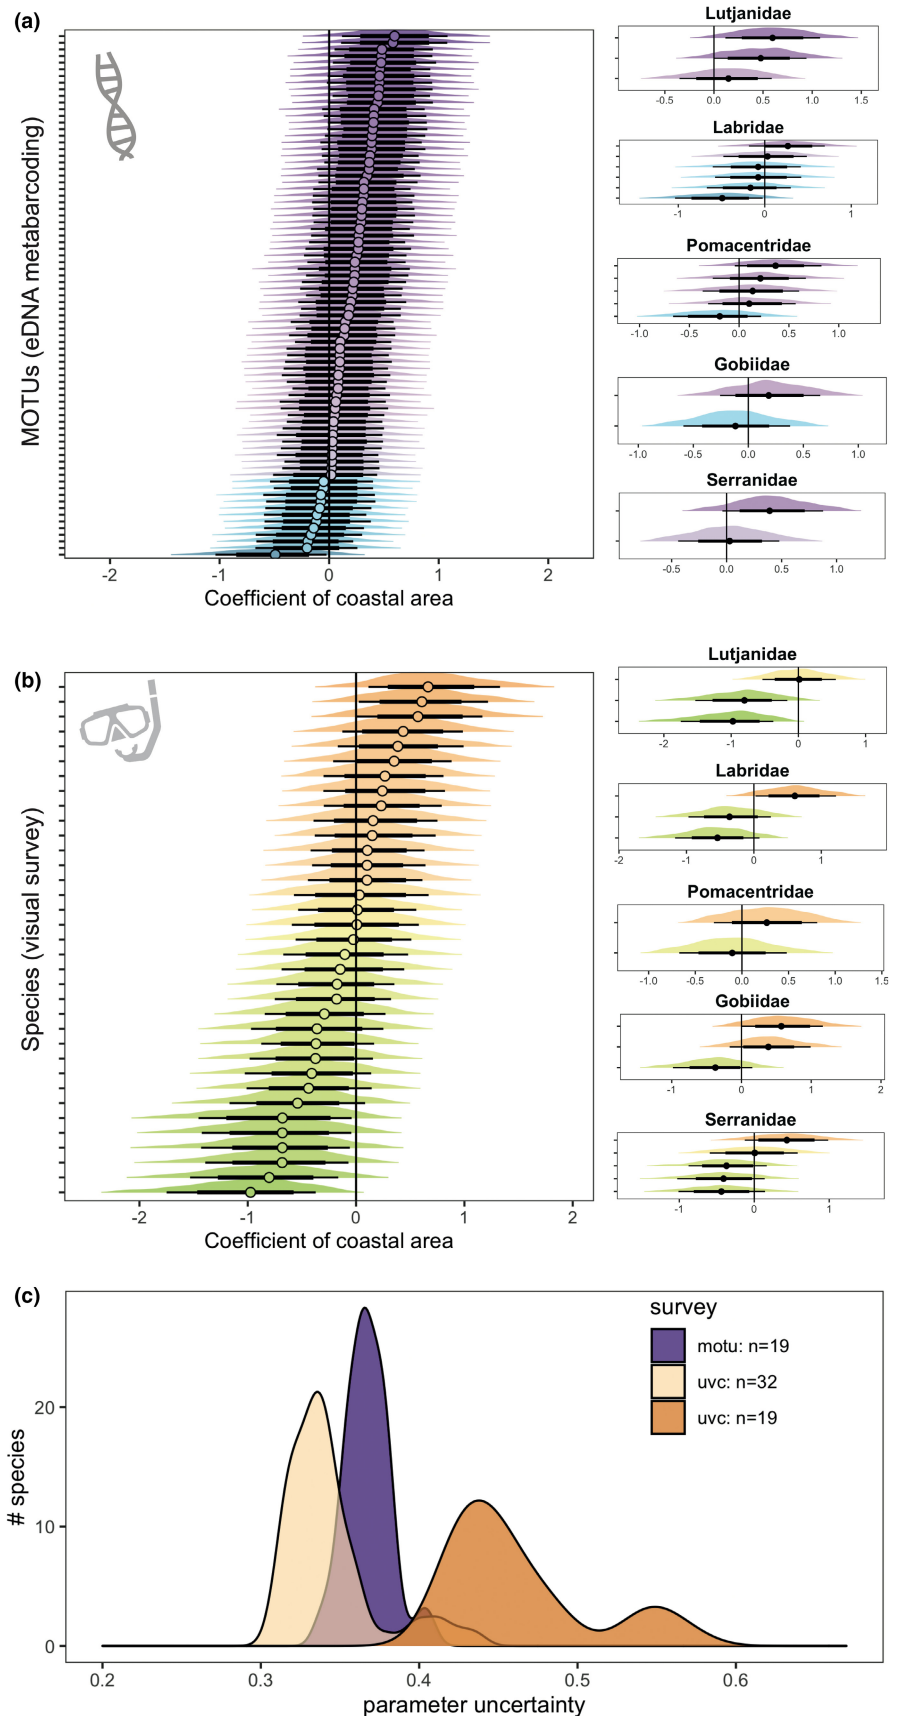 (a)
MOTUs (eDNA metabarcoding)
-2 -1 0 1 2
Coefficient of coastal area
Lutjanidae
-0.5 0.0 0.5 1.0 1.5
Labridae
-1 0 1
Pomacentridae
-1.0 -0.5 0.0 0.5 1.0
Gobiidae
-1.0 -0.5 0.0 0.5 1.0
Serranidae
-0.5 0.0 0.5 1.0
(b)
Species (visual survey)
-2 -1 0 1 2
Coefficient of coastal area
Lutjanidae
-2 -1 0 1
Labridae
-2 -1 0 1
Pomacentridae
-1.0 -0.5 0.0 0.5 1.0 1.5
Gobiidae
-1 0 1 2
Serranidae
-1 0 1
(c)
# species
20
10
0
survey
motu: n=19
uvc: n=32
uvc: n=19
0.2 0.3 0.4 0.5 0.6
parameter uncertainty